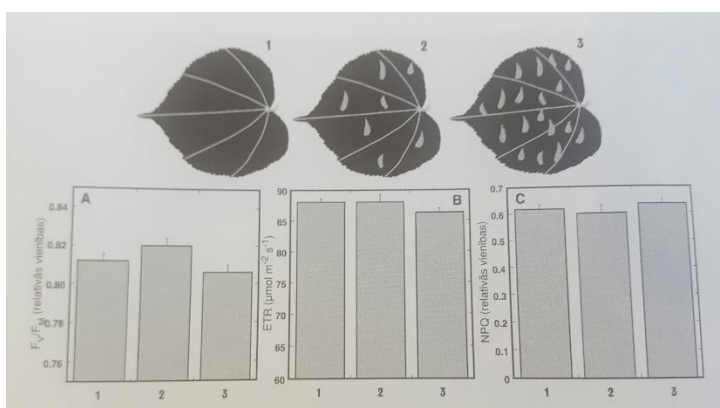 1
2
3
A
0.84
0.82
0.80
0.78
0.76
F_V/F_M (relatīvās vienības)
1 2 3
B
90
85
80
75
70
65
60
ETR (µmol m⁻² s⁻¹)
1 2 3
C
0.7
0.6
0.5
0.4
0.3
0.2
0.1
0
NPQ (relatīvās vienības)
1 2 3